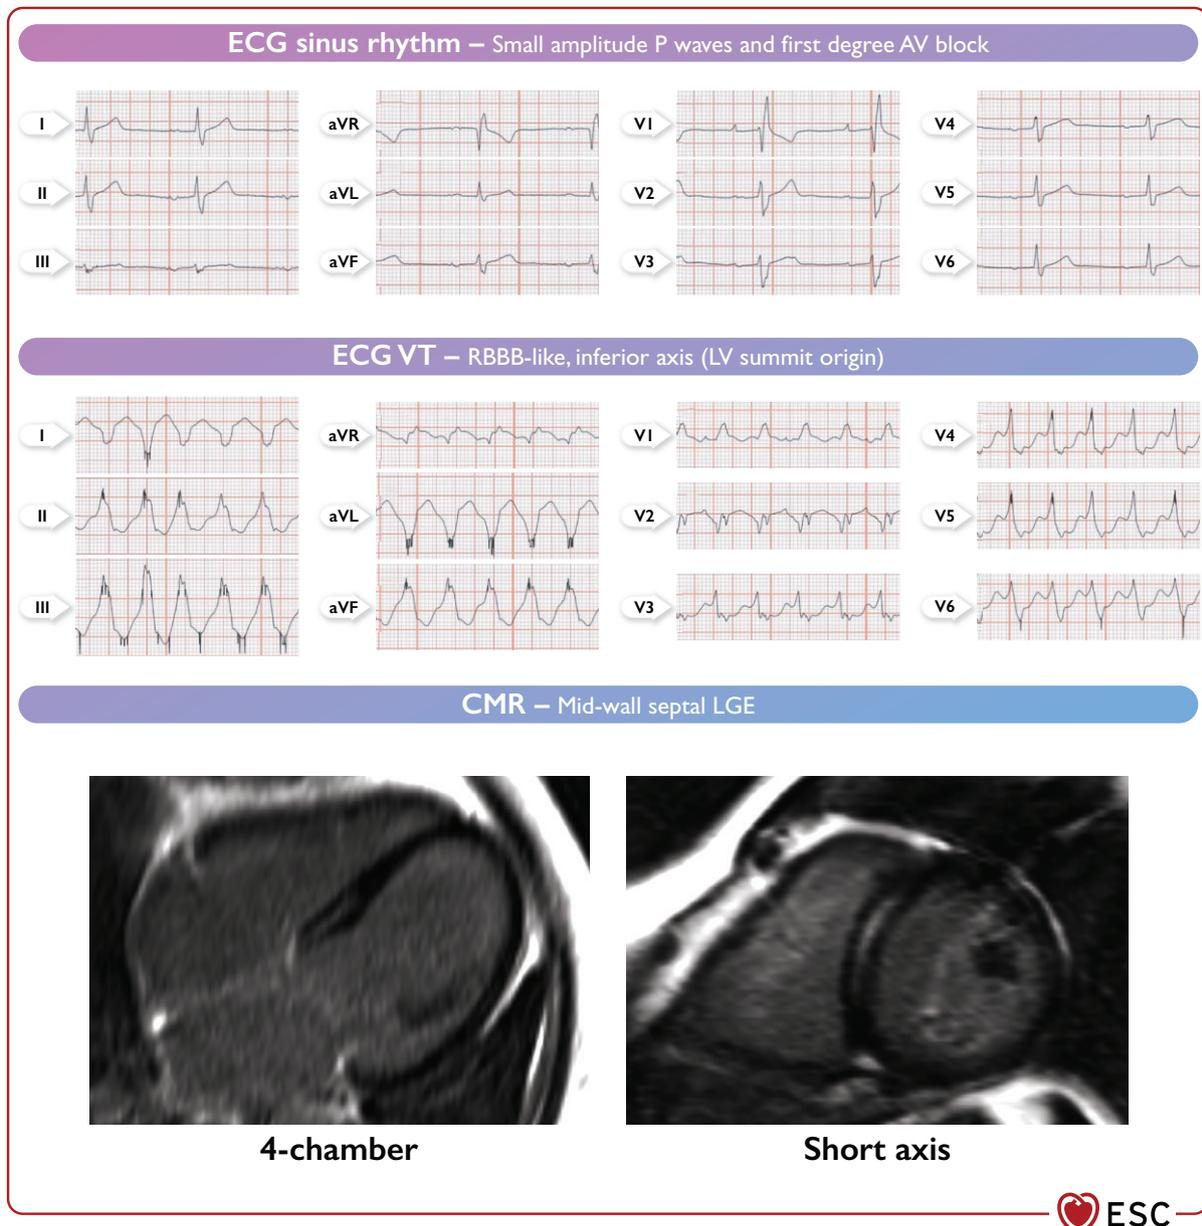 ECG sinus rhythm – Small amplitude P waves and first degree AV block
I
aVR
V1
V4
II
aVL
V2
V5
III
aVF
V3
V6
ECG VT – RBBB-like, inferior axis (LV summit origin)
I
aVR
V1
V4
II
aVL
V2
V5
III
aVF
V3
V6
CMR – Mid-wall septal LGE
4-chamber
Short axis
ESC